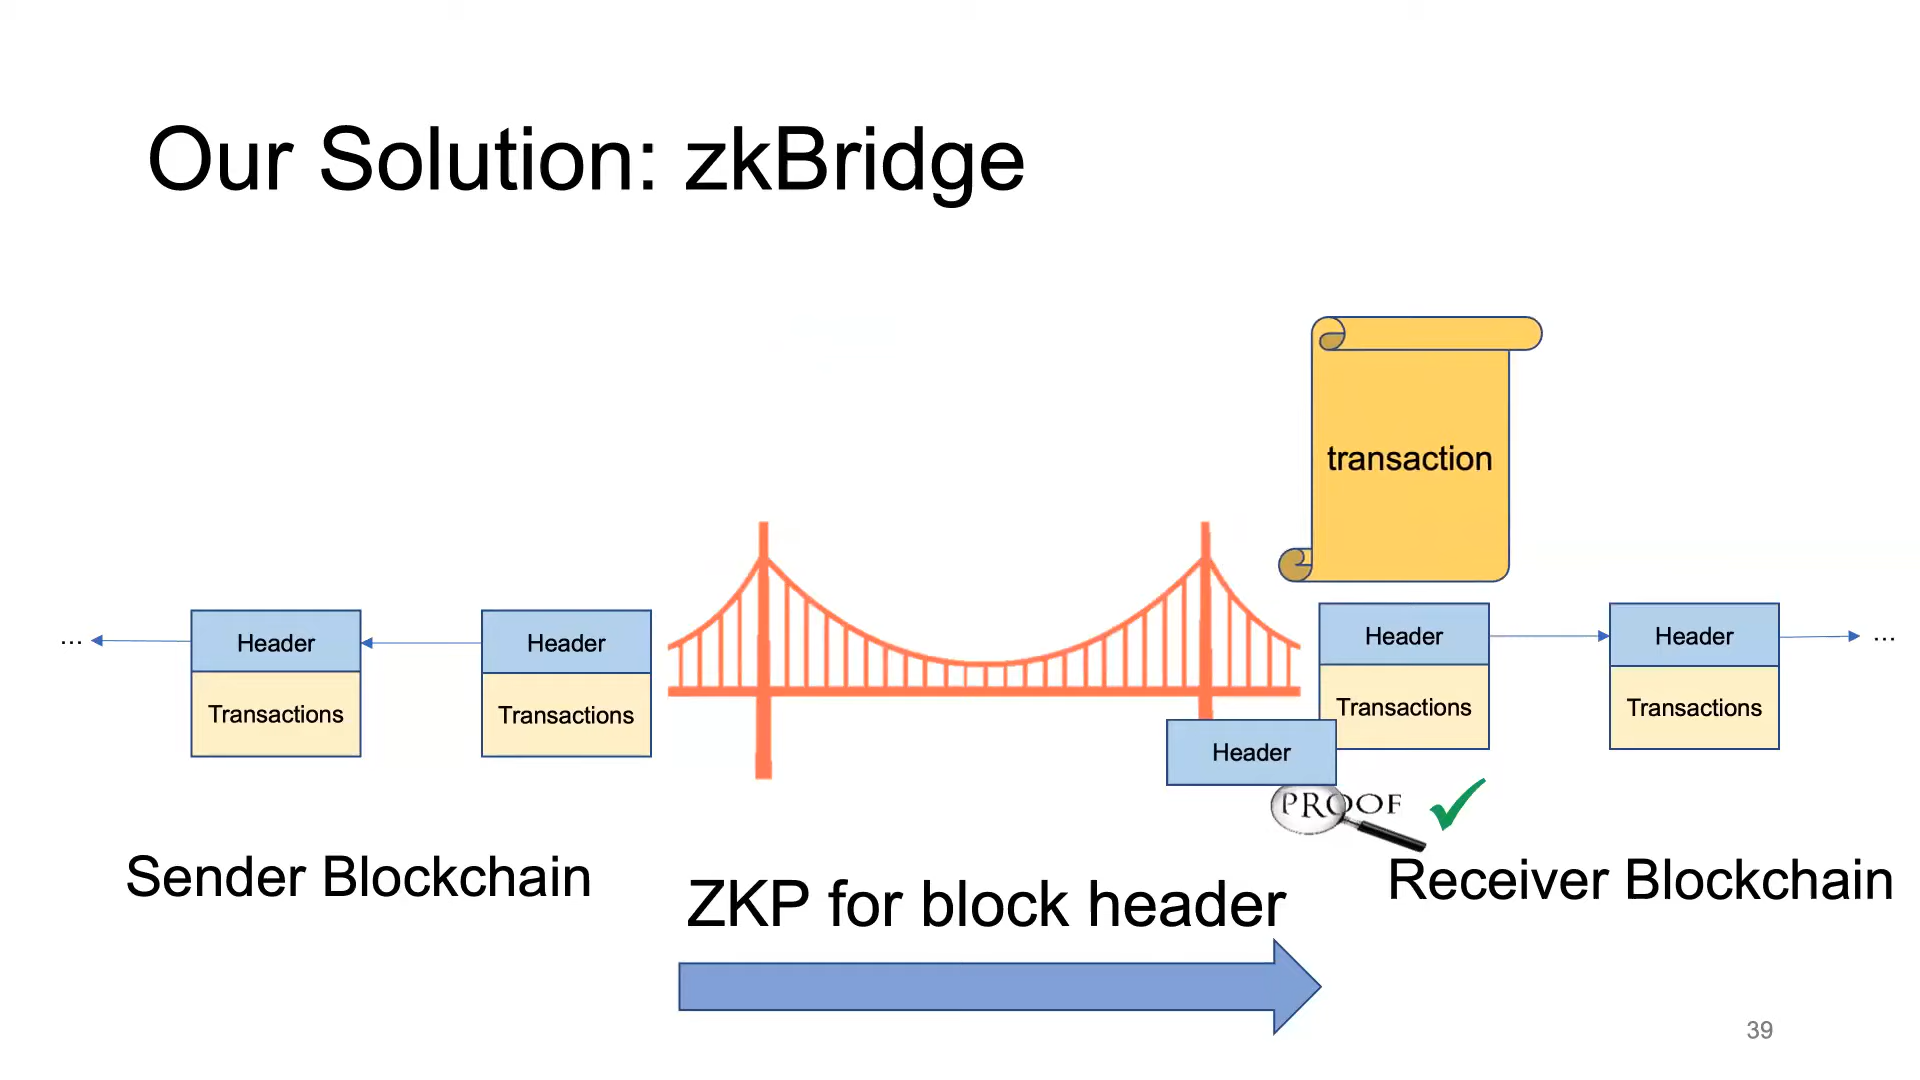 Our Solution: zkBridge
transaction
...
Header
Header
Header
Header
...
Transactions
Transactions
Transactions
Transactions
Header
PROOF
Sender Blockchain
ZKP for block header
Receiver Blockchain
39